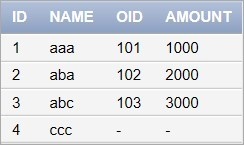 ID NAME OID AMOUNT
1 aaa 101 1000
2 aba 102 2000
3 abc 103 3000
4 ccc - -